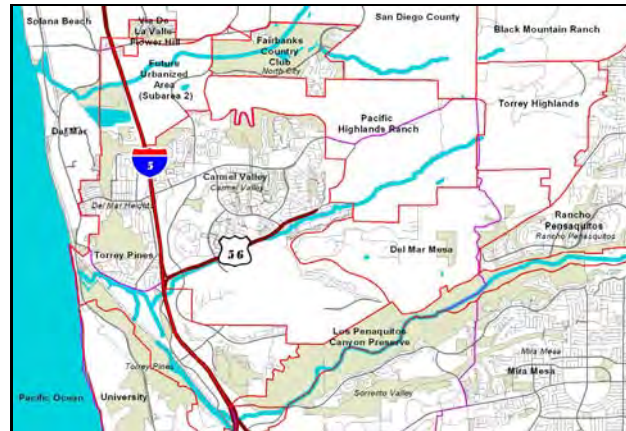 San Diego County
Solana Beach
Via De
La Valle
Flower Hill
Fairbanks
Country
Club
North City
Black Mountain Ranch
Future
Urbanized
Area
(Subarea 2)
Torrey Highlands
Pacific
Highlands Ranch
Del Mar
5
Carmel Valley
Carmel Valley
Del Mar Heights
Rancho
Penasquitos
Rancho Penasquitos
56
Del Mar Mesa
Torrey Pines
Los Penaquitos
Canyon Preserve
Mira Mesa
Mira Mesa
Torrey Pines
Sorrento Valley
Pacific Ocean
University